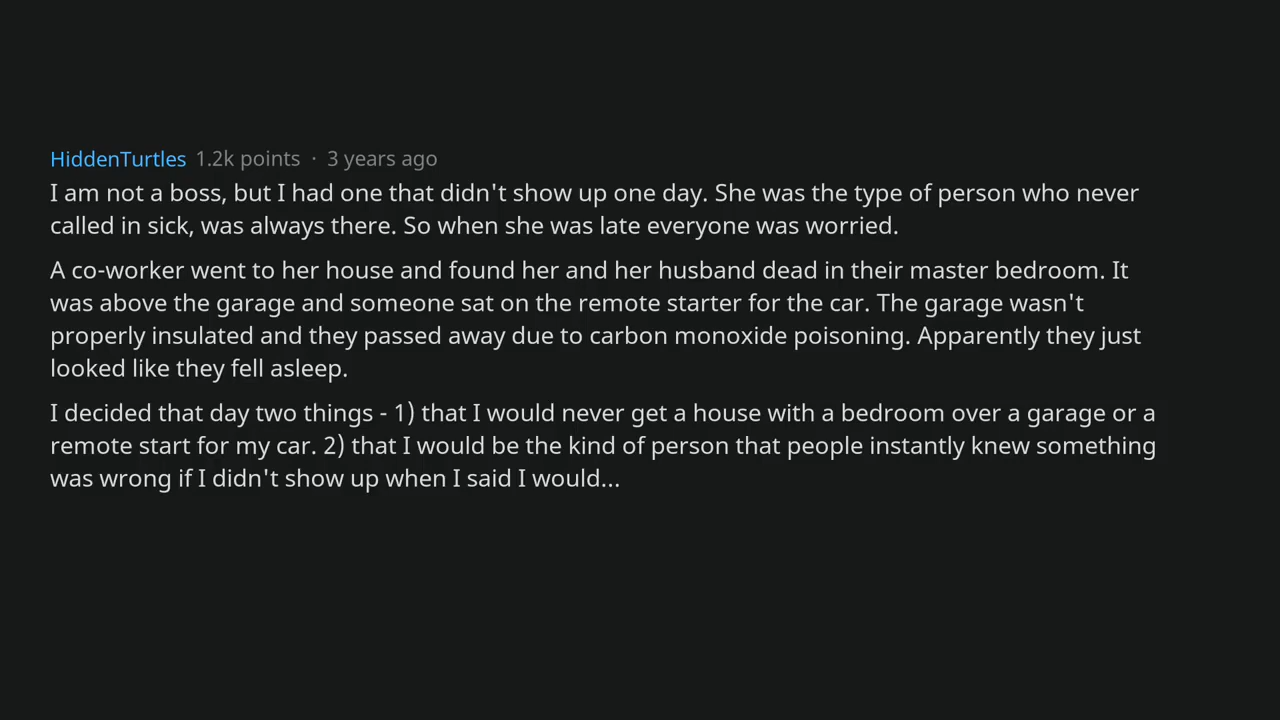 HiddenTurtles 1.2k points · 3 years ago
I am not a boss, but I had one that didn't show up one day. She was the type of person who never
called in sick, was always there. So when she was late everyone was worried.
A co-worker went to her house and found her and her husband dead in their master bedroom. It
was above the garage and someone sat on the remote starter for the car. The garage wasn't
properly insulated and they passed away due to carbon monoxide poisoning. Apparently they just
looked like they fell asleep.
I decided that day two things - 1) that I would never get a house with a bedroom over a garage or a
remote start for my car. 2) that I would be the kind of person that people instantly knew something
was wrong if I didn't show up when I said I would...